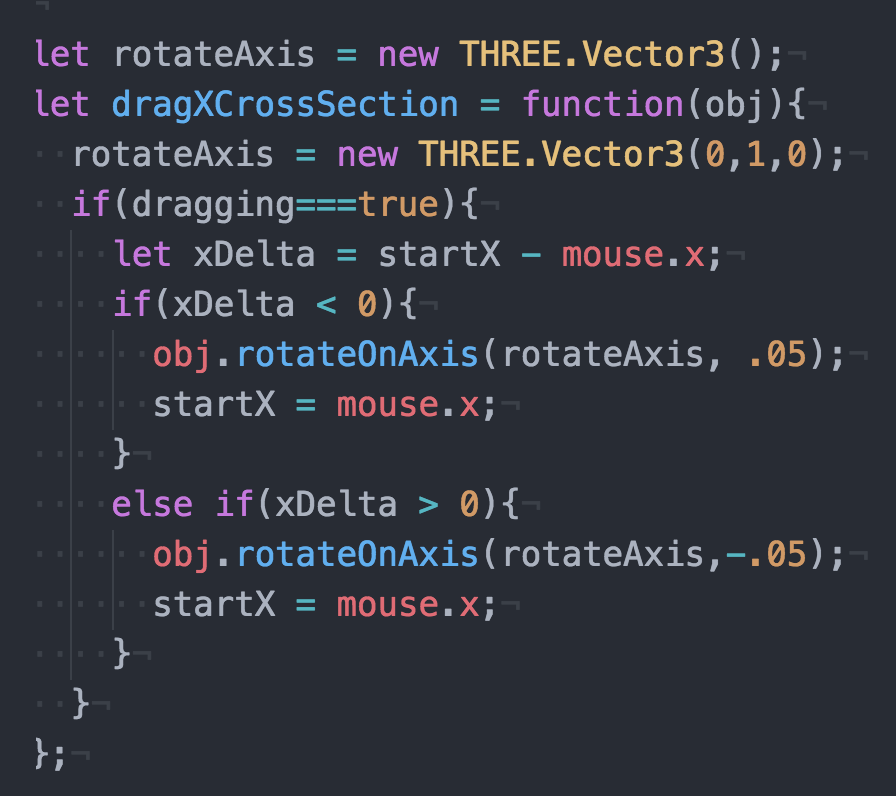 let rotateAxis = new THREE.Vector3();¬
let dragXCrossSection = function(obj){¬
··rotateAxis = new THREE.Vector3(0,1,0);¬
··if(dragging===true){¬
····let xDelta = startX - mouse.x;¬
····if(xDelta < 0){¬
······obj.rotateOnAxis(rotateAxis, .05);¬
······startX = mouse.x;¬
····}¬
····else if(xDelta > 0){¬
······obj.rotateOnAxis(rotateAxis,-.05);¬
······startX = mouse.x;¬
····}¬
··}¬
};¬